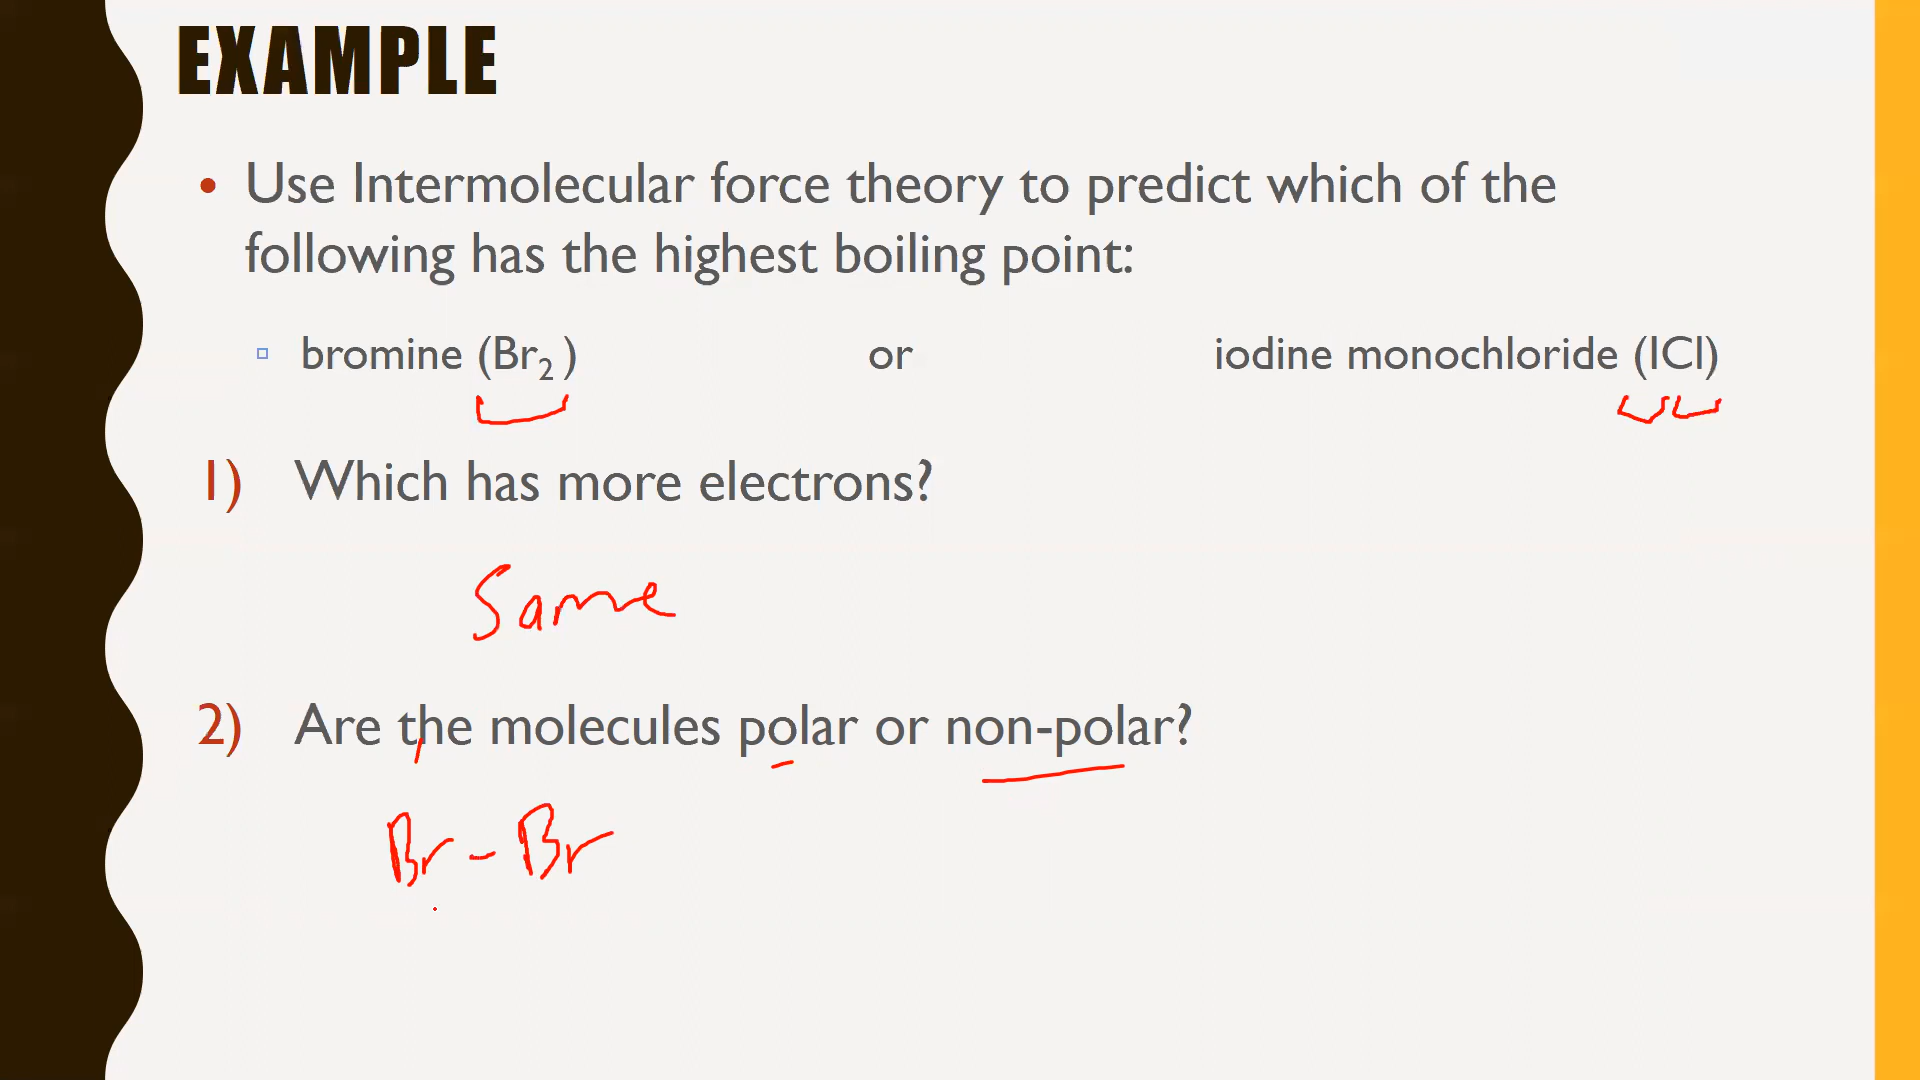 EXAMPLE
• Use Intermolecular force theory to predict which of the
following has the highest boiling point:
▫ bromine (Br₂ ) or iodine monochloride (ICl)
1) Which has more electrons?
Same
2) Are the molecules polar or non-polar?
Br - Br